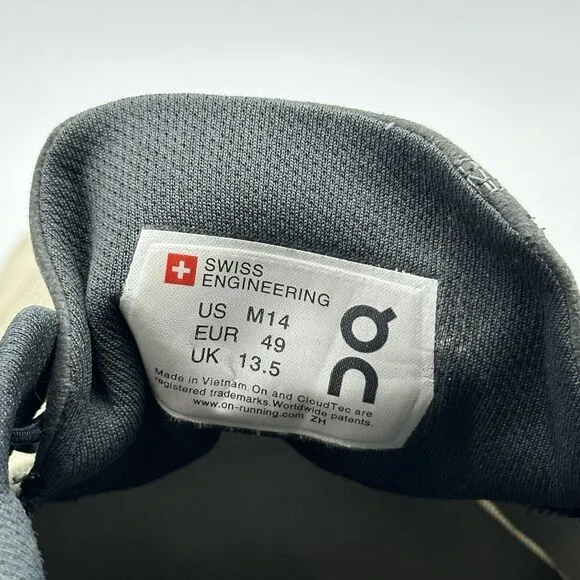 SWISS
ENGINEERING
US M14
EUR 49
UK 13.5
Made in Vietnam. On and CloudTec are
registered trademarks. Worldwide patents.
www.on-running.com ZH